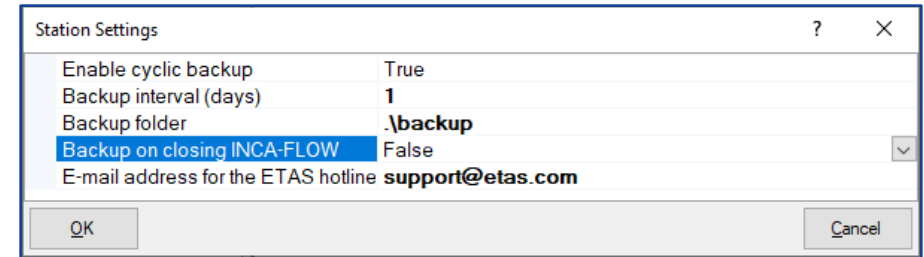 Station Settings ? ×
Enable cyclic backup True
Backup interval (days) 1
Backup folder .\backup
Backup on closing INCA-FLOW False
E-mail address for the ETAS hotline support@etas.com
OK Cancel